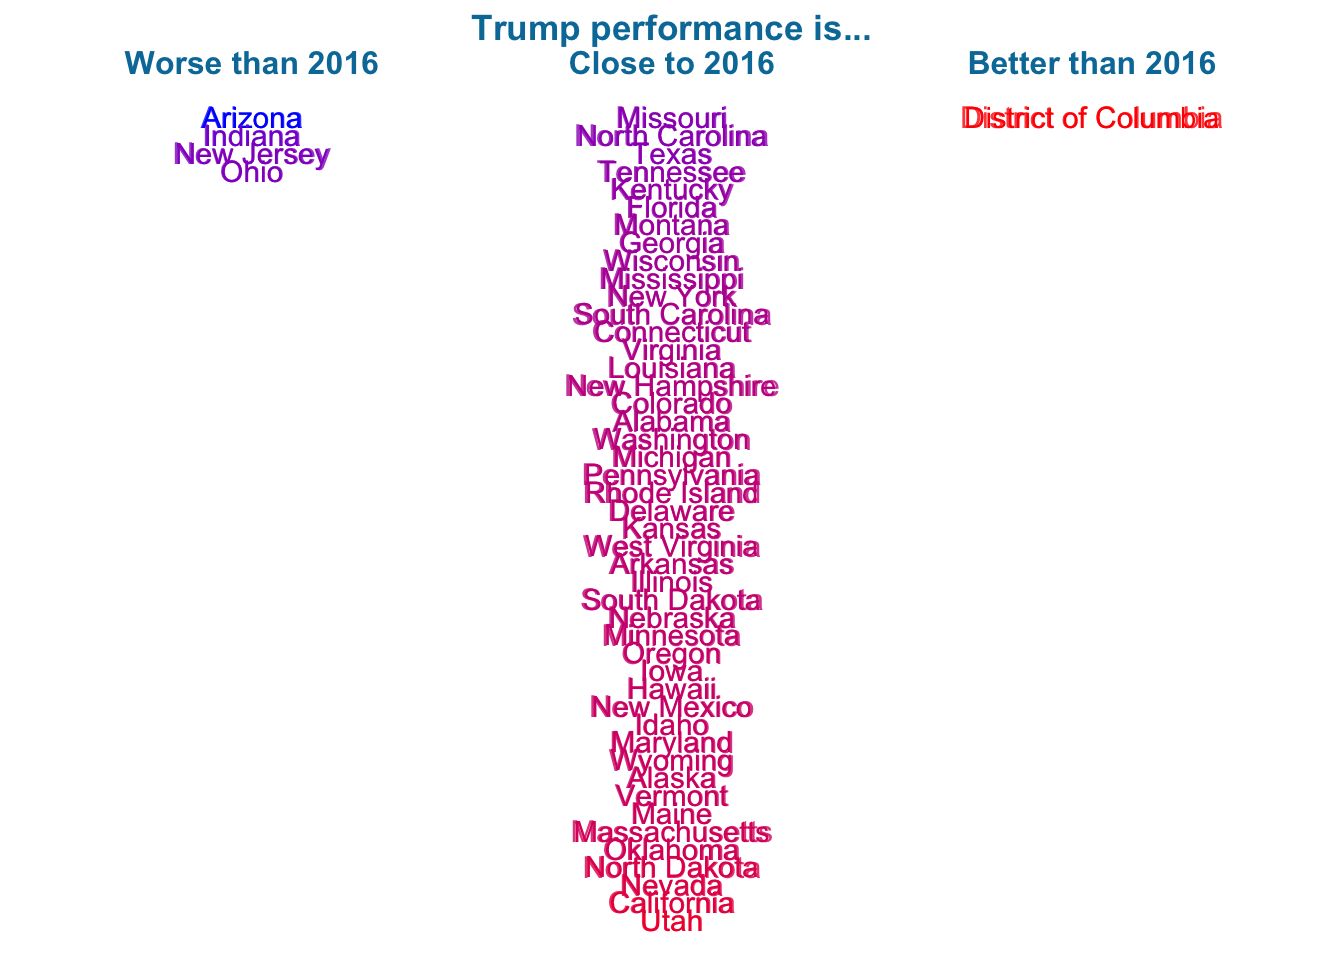 Trump performance is...
Worse than 2016
Close to 2016
Better than 2016
Arizona
Indiana
New Jersey
Ohio
Missouri
North Carolina
Texas
Tennessee
Kentucky
Florida
Montana
Georgia
Wisconsin
Mississippi
New York
South Carolina
Connecticut
Virginia
Louisiana
New Hampshire
Colorado
Alabama
Washington
Michigan
Pennsylvania
Rhode Island
Delaware
Kansas
West Virginia
Arkansas
Illinois
South Dakota
Nebraska
Minnesota
Oregon
Iowa
Hawaii
New Mexico
Idaho
Maryland
Wyoming
Alaska
Vermont
Maine
Massachusetts
Oklahoma
North Dakota
Nevada
California
Utah
District of Columbia